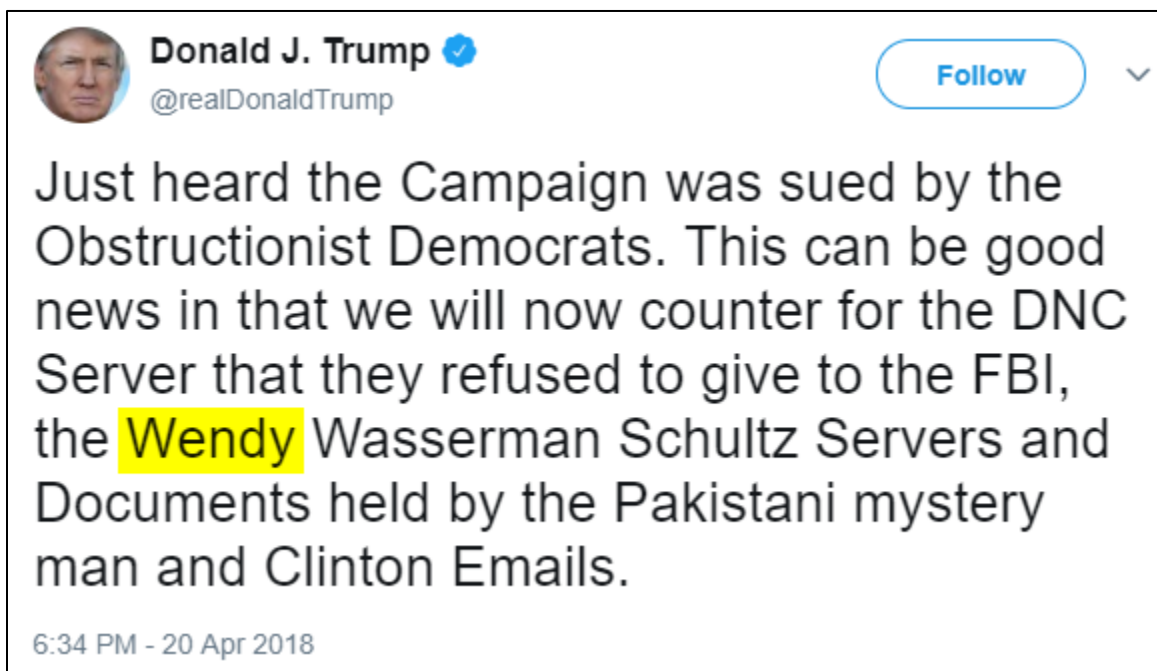 Donald J. Trump
@realDonaldTrump
Follow
Just heard the Campaign was sued by the
Obstructionist Democrats. This can be good
news in that we will now counter for the DNC
Server that they refused to give to the FBI,
the Wendy Wasserman Schultz Servers and
Documents held by the Pakistani mystery
man and Clinton Emails.
6:34 PM - 20 Apr 2018